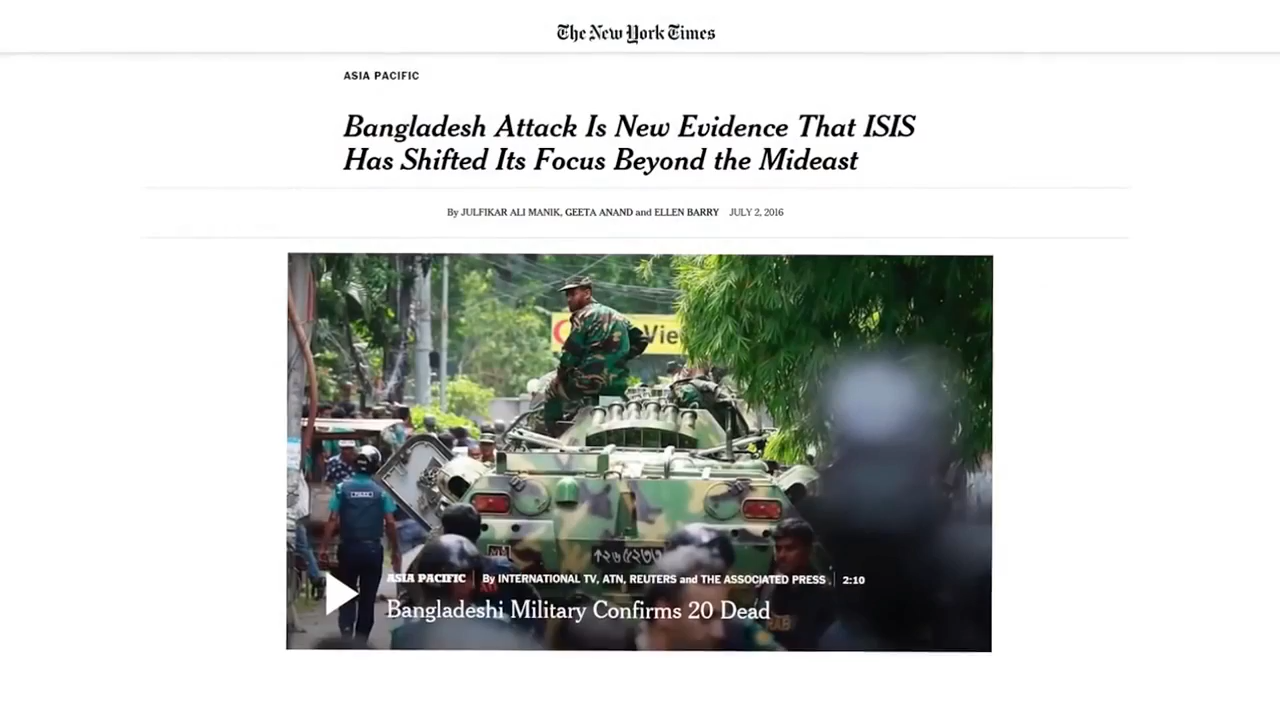 The New York Times
ASIA PACIFIC
Bangladesh Attack Is New Evidence That ISIS
Has Shifted Its Focus Beyond the Mideast
By JULFIKAR ALI MANIK, GEETA ANAND and ELLEN BARRY JULY 2, 2016
Vie
POLICE
ASIA PACIFIC By INTERNATIONAL TV, ATN, REUTERS and THE ASSOCIATED PRESS 2:10
Bangladeshi Military Confirms 20 Dead